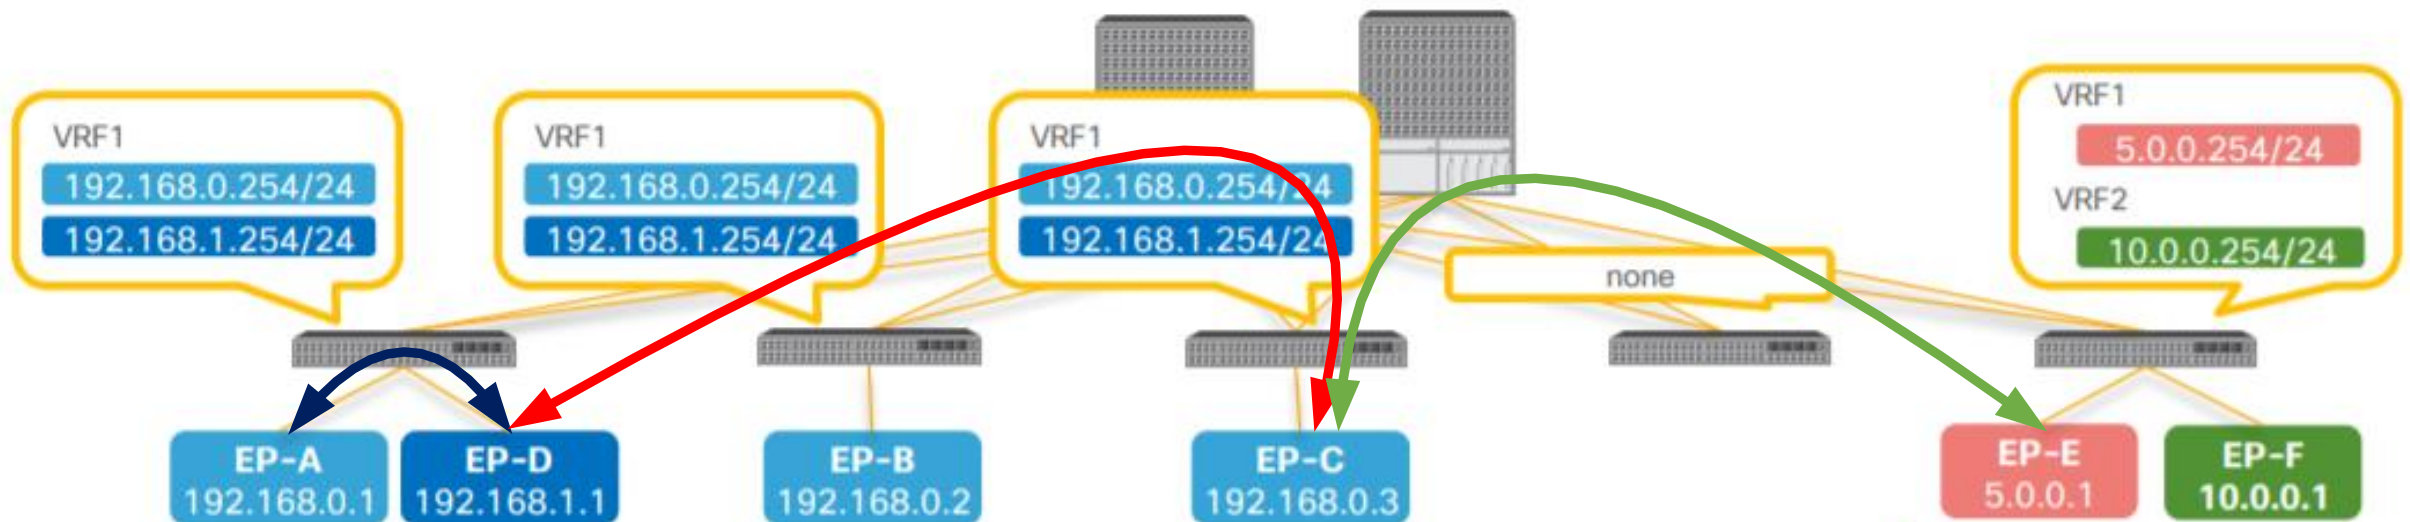 VRF1
192.168.0.254/24
192.168.1.254/24
VRF1
192.168.0.254/24
192.168.1.254/24
VRF1
192.168.0.254/24
192.168.1.254/24
none
VRF1
5.0.0.254/24
VRF2
10.0.0.254/24
EP-A
192.168.0.1
EP-D
192.168.1.1
EP-B
192.168.0.2
EP-C
192.168.0.3
EP-E
5.0.0.1
EP-F
10.0.0.1